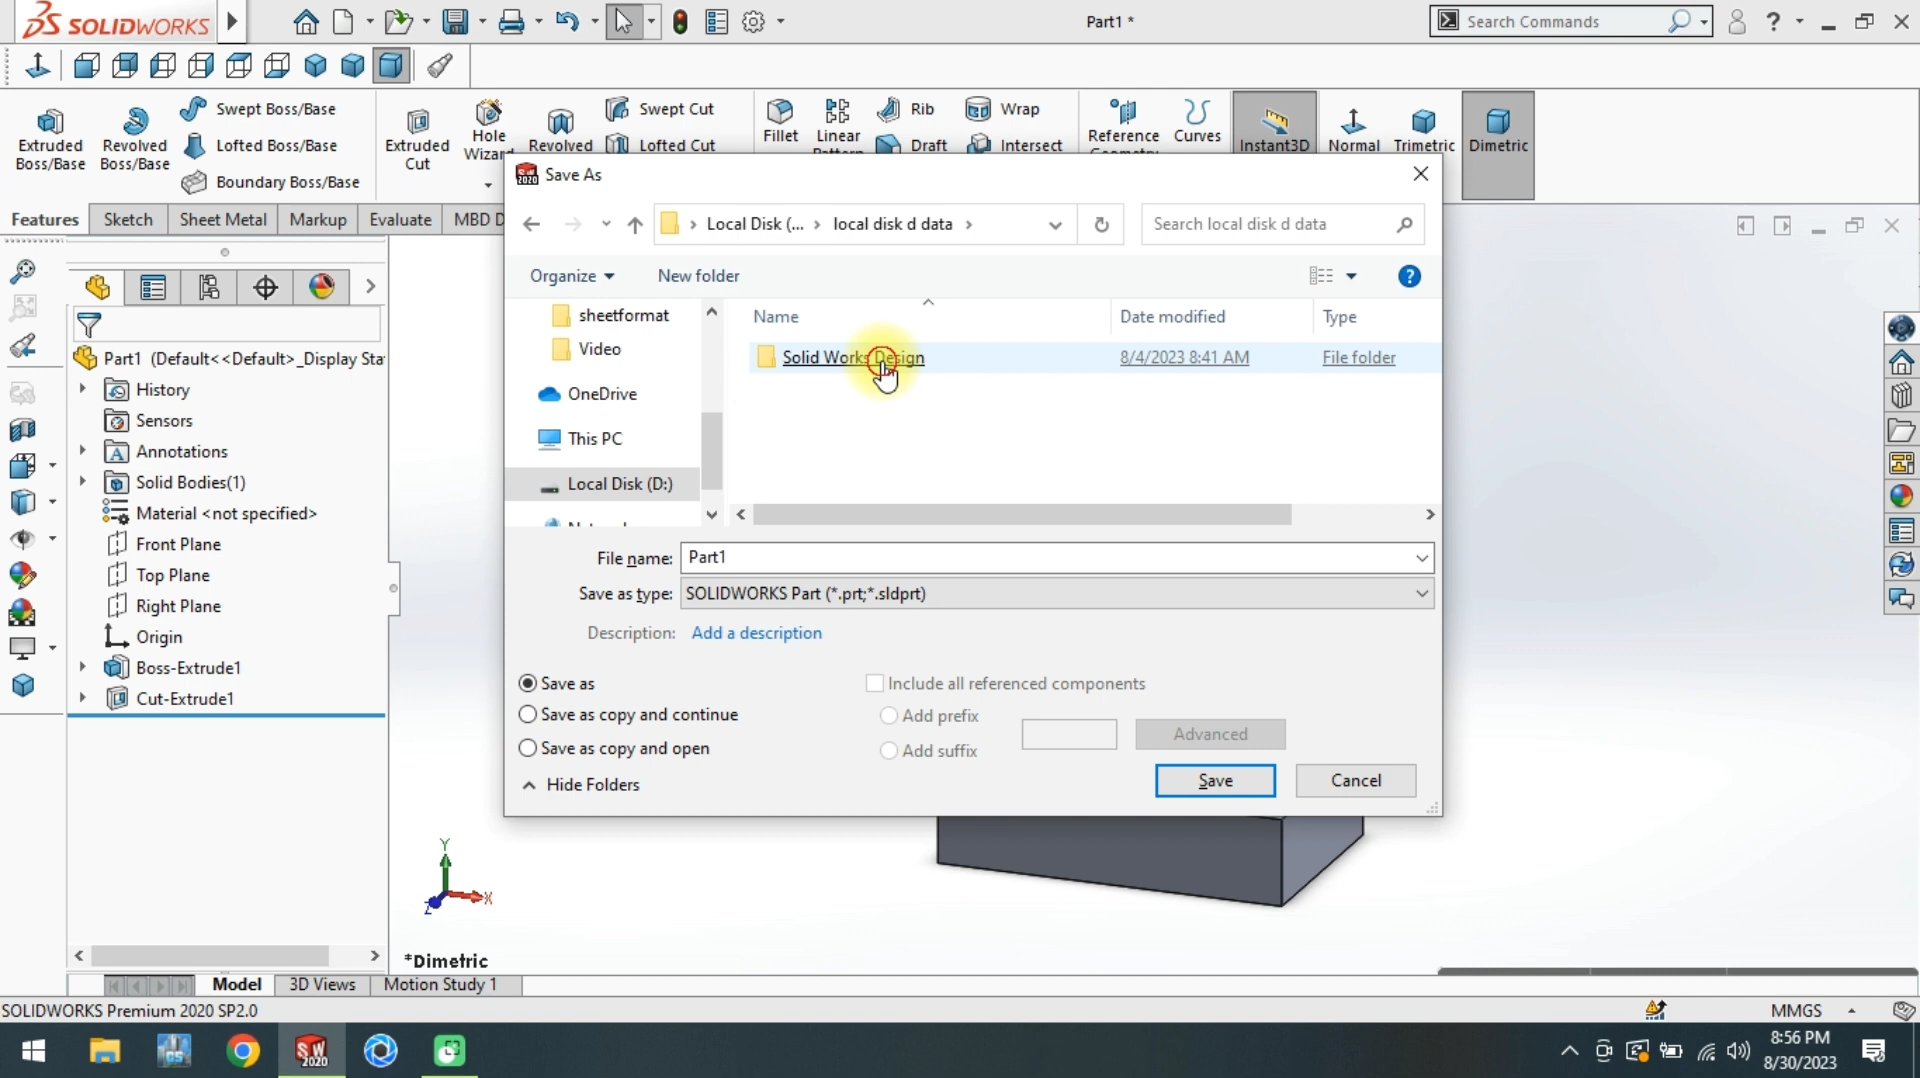 SOLIDWORKS
Part1 *
Search Commands
?
Extruded Boss/Base
Revolved Boss/Base
Swept Boss/Base
Lofted Boss/Base
Boundary Boss/Base
Extruded Cut
Hole Wizard
Revolved
Swept Cut
Lofted Cut
Fillet
Linear
Pattern
Rib
Draft
Wrap
Intersect
Reference
Geometry
Curves
Instant3D
Normal
Trimetric
Dimetric
Features
Sketch
Sheet Metal
Markup
Evaluate
MBD D
Save As
Local Disk (... › local disk d data ›
Search local disk d data
Organize
New folder
sheetformat
Video
OneDrive
This PC
Local Disk (D:)
Name
Date modified
Type
Solid Works Design
8/4/2023 8:41 AM
File folder
File name: Part1
Save as type: SOLIDWORKS Part (*.prt;*.sldprt)
Description: Add a description
Save as
Save as copy and continue
Save as copy and open
Include all referenced components
Add prefix
Add suffix
Advanced
Hide Folders
Save
Cancel
Part1 (Default<<Default>_Display Sta
History
Sensors
Annotations
Solid Bodies(1)
Material <not specified>
Front Plane
Top Plane
Right Plane
Origin
Boss-Extrude1
Cut-Extrude1
Y
X
Z
*Dimetric
Model
3D Views
Motion Study 1
SOLIDWORKS Premium 2020 SP2.0
MMGS
8:56 PM
8/30/2023